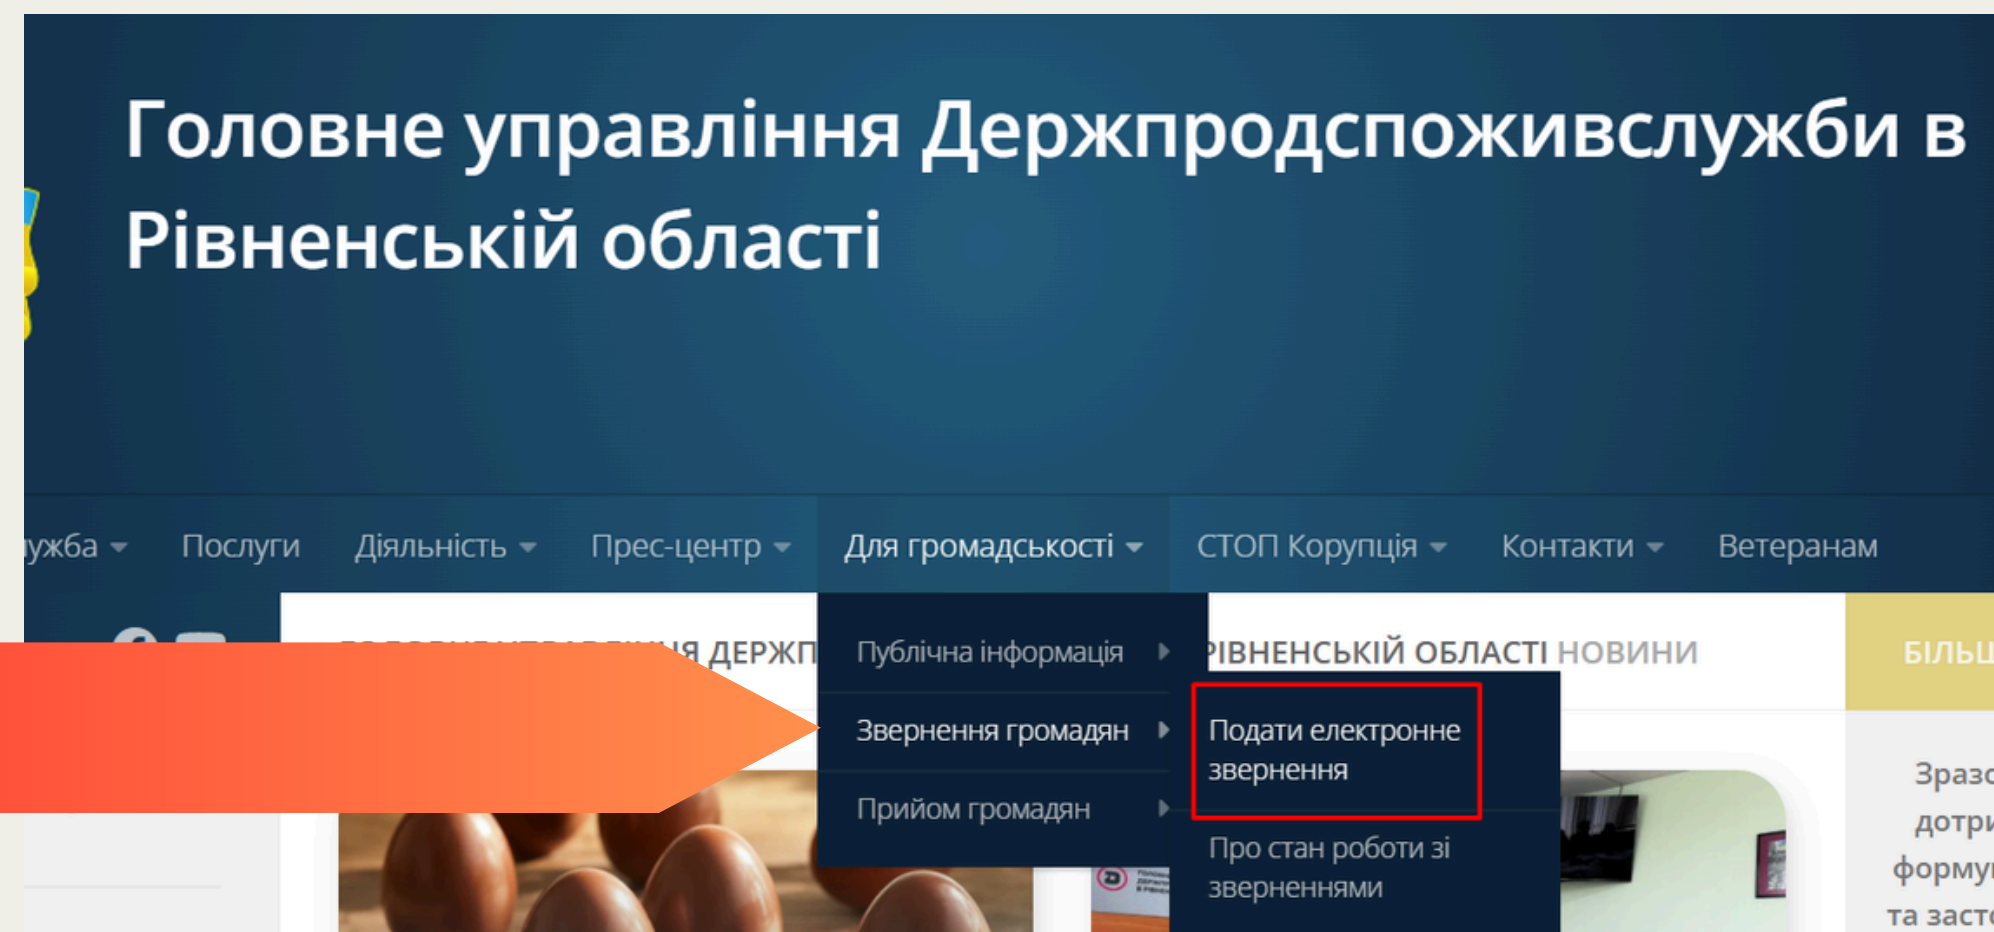 Головне управління Держпродспоживслужби в
Рівненській області
Послуги Діяльність Прес-центр Для громадськості СТОП Корупція Контакти Ветеранам
РІВНЕНСЬКІЙ ОБЛАСТІ НОВИНИ
Публічна інформація
Звернення громадян
Прийом громадян
Подати електронне
звернення
Про стан роботи зі
зверненнями
та